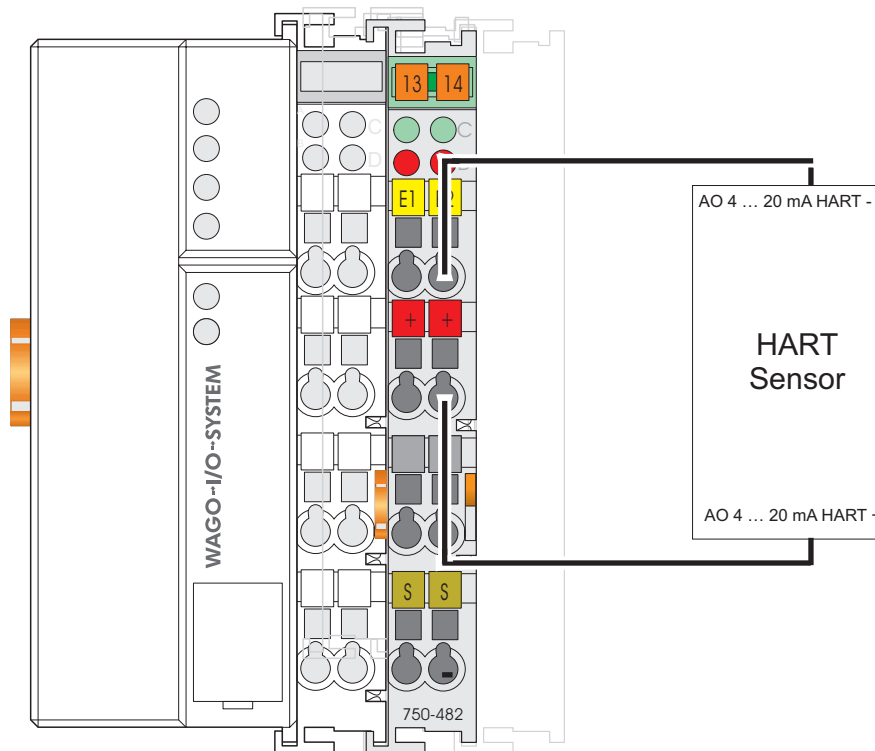 13 14
C C
D
E1
AO 4 ... 20 mA HART -
+ +
HART
Sensor
WAGO-I/O-SYSTEM
AO 4 ... 20 mA HART +
S S
750-482